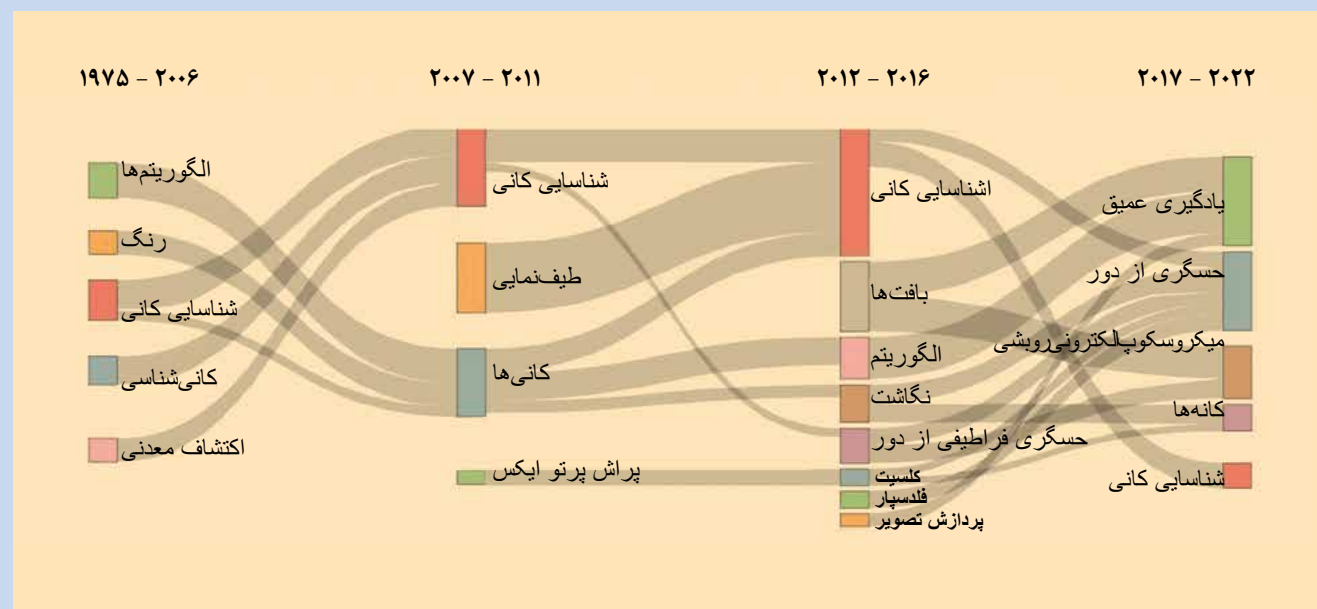 ۱۹۷۵ – ۲۰۰۶
۲۰۰۷ – ۲۰۱۱
۲۰۱۲ – ۲۰۱۶
۲۰۱۷ – ۲۰۲۲
الگوریتم‌ها
رنگ
شناسایی کانی
کانی‌شناسی
اکتشاف معدنی
شناسایی کانی
طیف‌نمایی
کانی‌ها
پراش پرتو ایکس
اشناسایی کانی
بافت‌ها
الگوریتم
نگاشت
حسگری فراطیفی از دور
کلسیت
فلدسپار
پردازش تصویر
یادگیری عمیق
حسگری از دور
میکروسکوپ‌الکترونی‌روبشی
کانه‌ها
شناسایی کانی